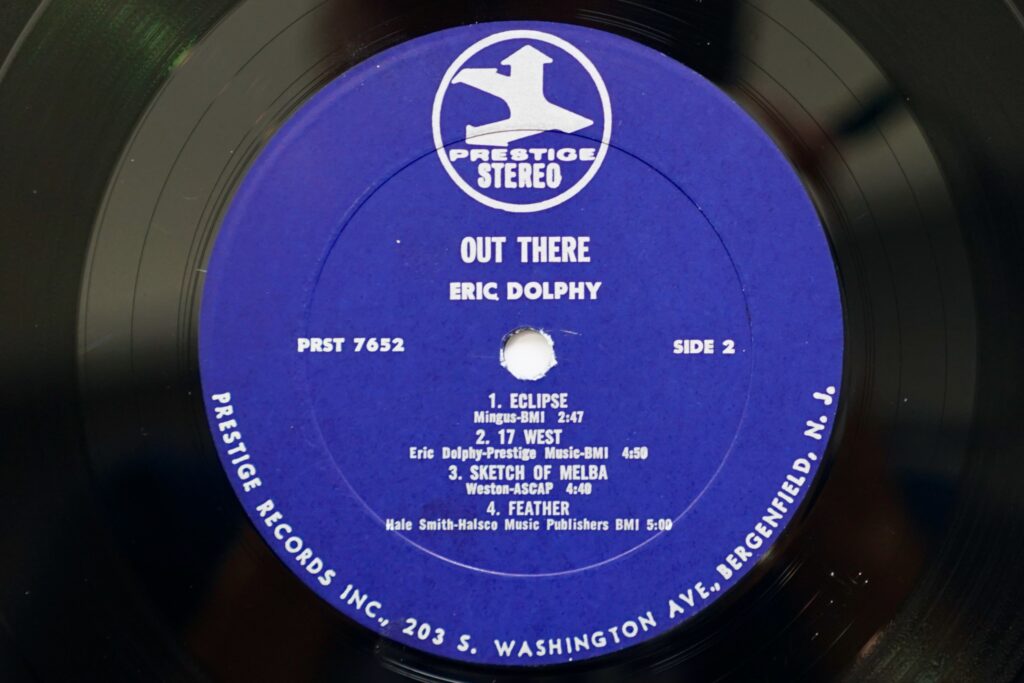 PRESTIGE
STEREO
OUT THERE
ERIC DOLPHY
PRST 7652
SIDE 2
1. ECLIPSE
Mingus-BMI 2:47
2. 17 WEST
Eric Dolphy-Prestige Music-BMI 4:50
3. SKETCH OF MELBA
Weston-ASCAP 4:40
4. FEATHER
Hale Smith-Halsco Music Publishers BMI 5:00
PRESTIGE RECORDS INC., 203 S. WASHINGTON AVE., BERGENFIELD, N. J.